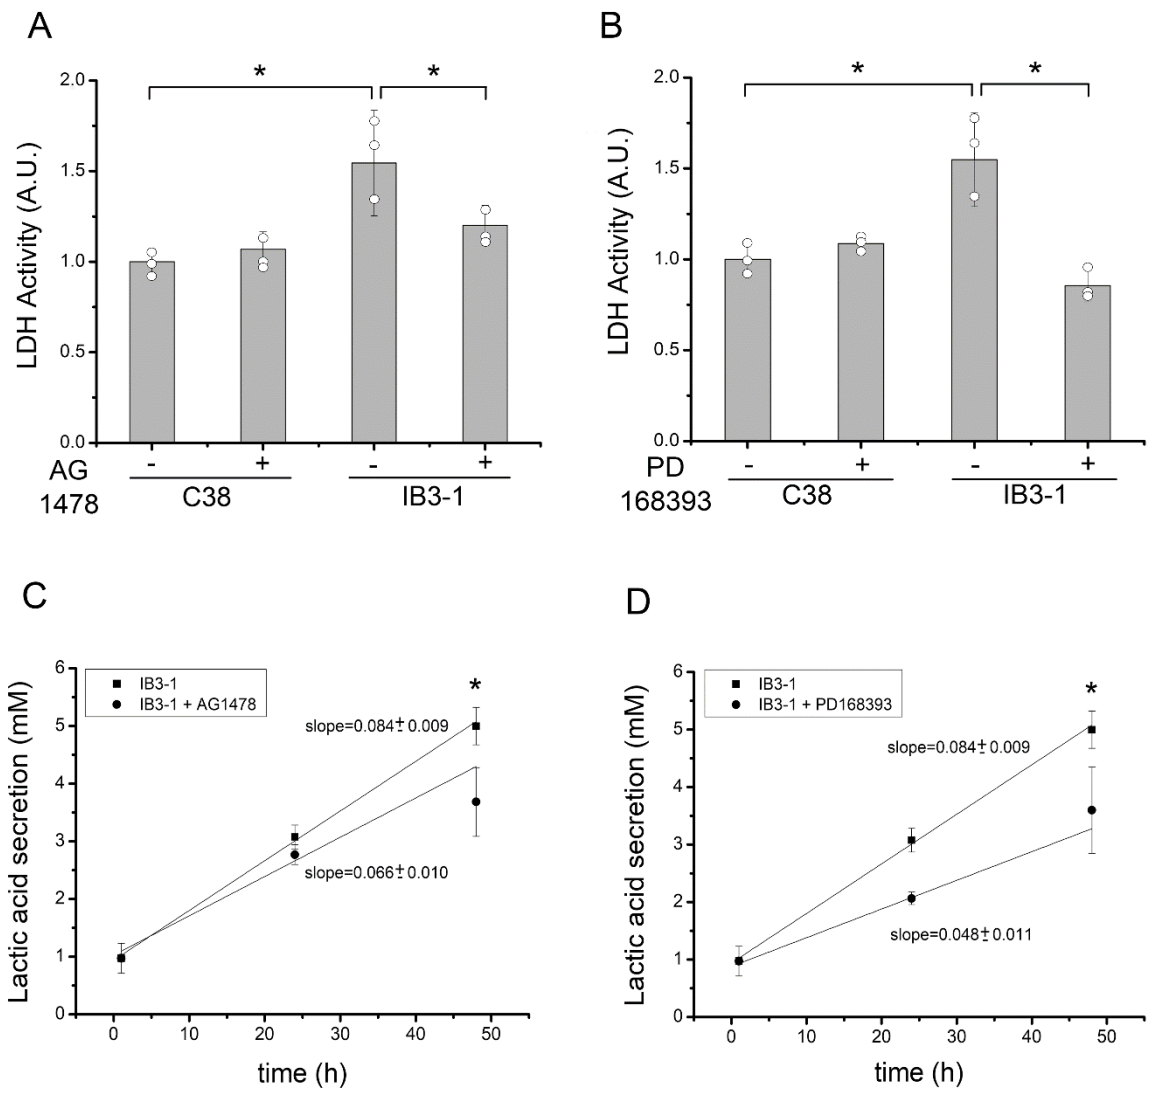 A
*
*
2.0
1.5
1.0
0.5
0.0
LDH Activity (A.U.)
AG
1478
- + - +
C38
IB3-1
B
*
*
2.0
1.5
1.0
0.5
0.0
LDH Activity (A.U.)
PD
168393
- + - +
C38
IB3-1
C
6
5
4
3
2
1
0
Lactic acid secretion (mM)
IB3-1
IB3-1 + AG1478
*
slope=0.084± 0.009
slope=0.066± 0.010
0 10 20 30 40 50
time (h)
D
6
5
4
3
2
1
0
Lactic acid secretion (mM)
IB3-1
IB3-1 + PD168393
*
slope=0.084± 0.009
slope=0.048± 0.011
0 10 20 30 40 50
time (h)